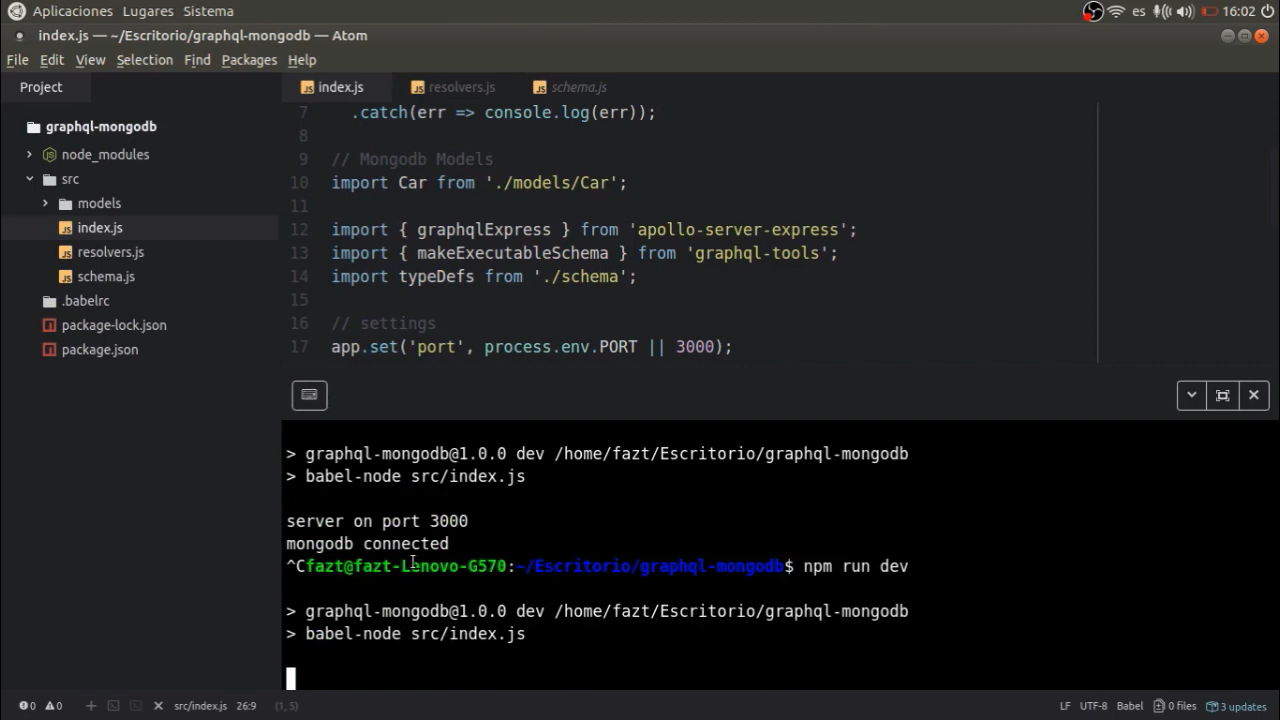 Aplicaciones Lugares Sistema es 16:02
index.js — ~/Escritorio/graphql-mongodb — Atom
File Edit View Selection Find Packages Help
Project index.js resolvers.js schema.js
graphql-mongodb
node_modules
src
models
index.js
resolvers.js
schema.js
.babelrc
package-lock.json
package.json
7 .catch(err => console.log(err));
8
9 // Mongodb Models
10 import Car from './models/Car';
11
12 import { graphqlExpress } from 'apollo-server-express';
13 import { makeExecutableSchema } from 'graphql-tools';
14 import typeDefs from './schema';
15
16 // settings
17 app.set('port', process.env.PORT || 3000);
> graphql-mongodb@1.0.0 dev /home/fazt/Escritorio/graphql-mongodb
> babel-node src/index.js
server on port 3000
mongodb connected
^Cfazt@fazt-Lenovo-G570:~/Escritorio/graphql-mongodb$ npm run dev
> graphql-mongodb@1.0.0 dev /home/fazt/Escritorio/graphql-mongodb
> babel-node src/index.js
0 0 src/index.js 26:9 (1, 5) LF UTF-8 Babel 0 files 3 updates